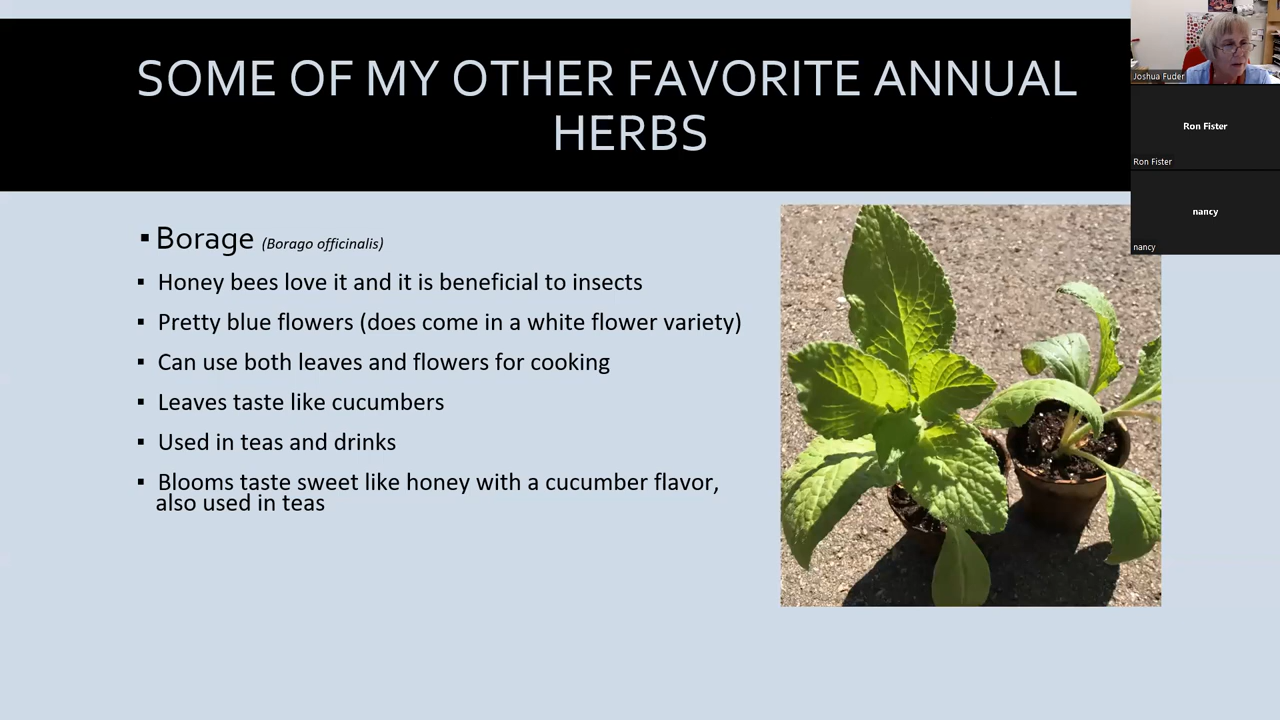 SOME OF MY OTHER FAVORITE ANNUAL
HERBS
▪ Borage (Borago officinalis)
▪ Honey bees love it and it is beneficial to insects
▪ Pretty blue flowers (does come in a white flower variety)
▪ Can use both leaves and flowers for cooking
▪ Leaves taste like cucumbers
▪ Used in teas and drinks
▪ Blooms taste sweet like honey with a cucumber flavor,
also used in teas
Joshua Fuder
Ron Fister
Ron Fister
nancy
nancy